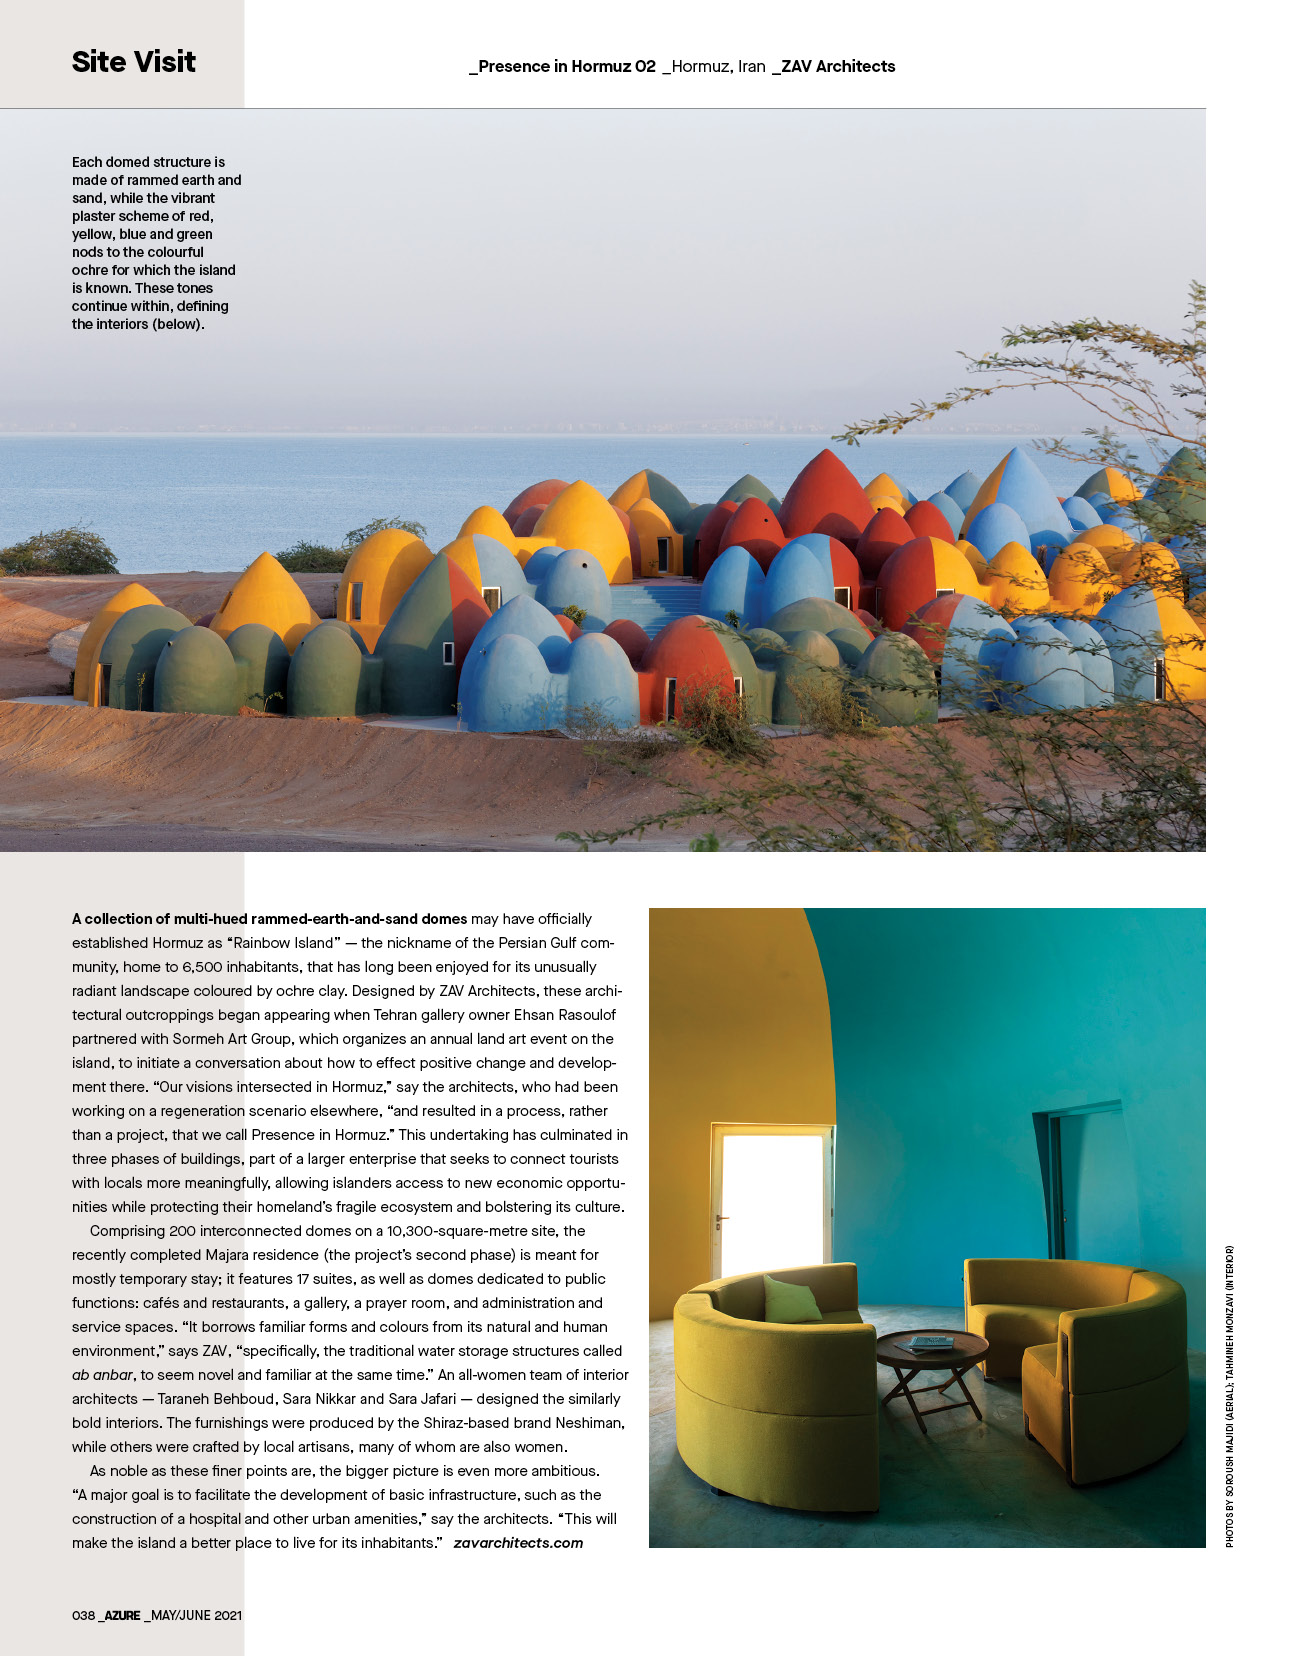 Site Visit
_Presence in Hormuz 02 _Hormuz, Iran _ZAV Architects
Each domed structure is
made of rammed earth and
sand, while the vibrant
plaster scheme of red,
yellow, blue and green
nods to the colourful
ochre for which the island
is known. These tones
continue within, defining
the interiors (below).
A collection of multi-hued rammed-earth-and-sand domes may have officially
established Hormuz as “Rainbow Island” — the nickname of the Persian Gulf com-
munity, home to 6,500 inhabitants, that has long been enjoyed for its unusually
radiant landscape coloured by ochre clay. Designed by ZAV Architects, these archi-
tectural outcroppings began appearing when Tehran gallery owner Ehsan Rasoulof
partnered with Sormeh Art Group, which organizes an annual land art event on the
island, to initiate a conversation about how to effect positive change and develop-
ment there. “Our visions intersected in Hormuz,” say the architects, who had been
working on a regeneration scenario elsewhere, “and resulted in a process, rather
than a project, that we call Presence in Hormuz.” This undertaking has culminated in
three phases of buildings, part of a larger enterprise that seeks to connect tourists
with locals more meaningfully, allowing islanders access to new economic opportu-
nities while protecting their homeland’s fragile ecosystem and bolstering its culture.
Comprising 200 interconnected domes on a 10,300-square-metre site, the
recently completed Majara residence (the project’s second phase) is meant for
mostly temporary stay; it features 17 suites, as well as domes dedicated to public
functions: cafés and restaurants, a gallery, a prayer room, and administration and
service spaces. “It borrows familiar forms and colours from its natural and human
environment,” says ZAV, “specifically, the traditional water storage structures called
ab anbar, to seem novel and familiar at the same time.” An all-women team of interior
architects — Taraneh Behboud, Sara Nikkar and Sara Jafari — designed the similarly
bold interiors. The furnishings were produced by the Shiraz-based brand Neshiman,
while others were crafted by local artisans, many of whom are also women.
As noble as these finer points are, the bigger picture is even more ambitious.
“A major goal is to facilitate the development of basic infrastructure, such as the
construction of a hospital and other urban amenities,” say the architects. “This will
make the island a better place to live for its inhabitants.” zavarchitects.com
PHOTOS BY SOROUSH MAJIDI (AERIAL); TAHMINEH MONZAVI (INTERIOR)
038 _AZURE _MAY/JUNE 2021